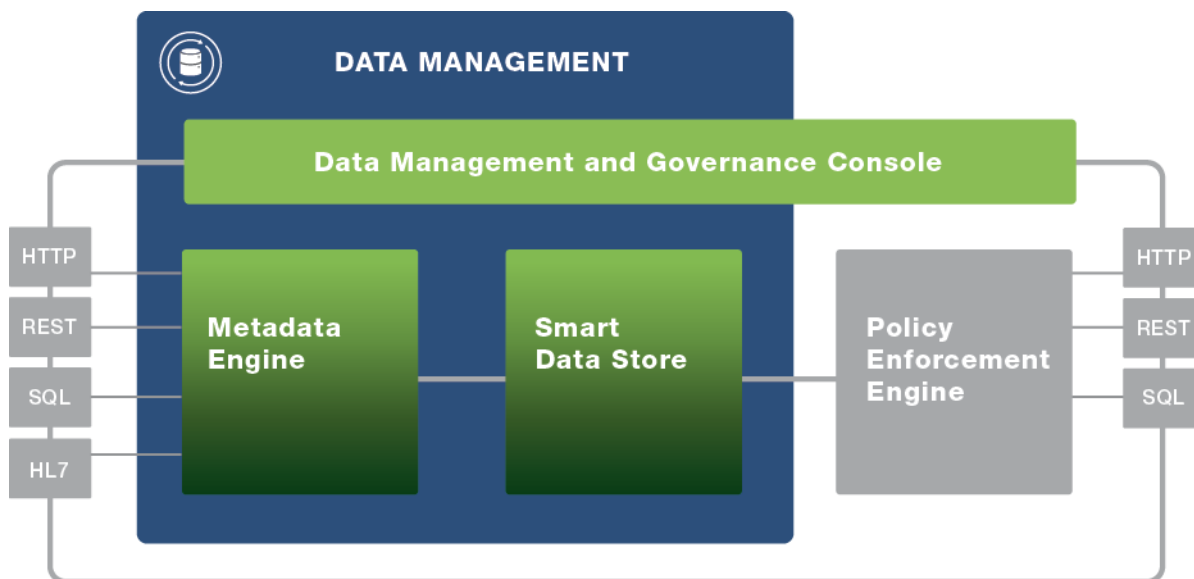 DATA MANAGEMENT
Data Management and Governance Console
HTTP
REST
SQL
HL7
Metadata
Engine
Smart
Data Store
Policy
Enforcement
Engine
HTTP
REST
SQL